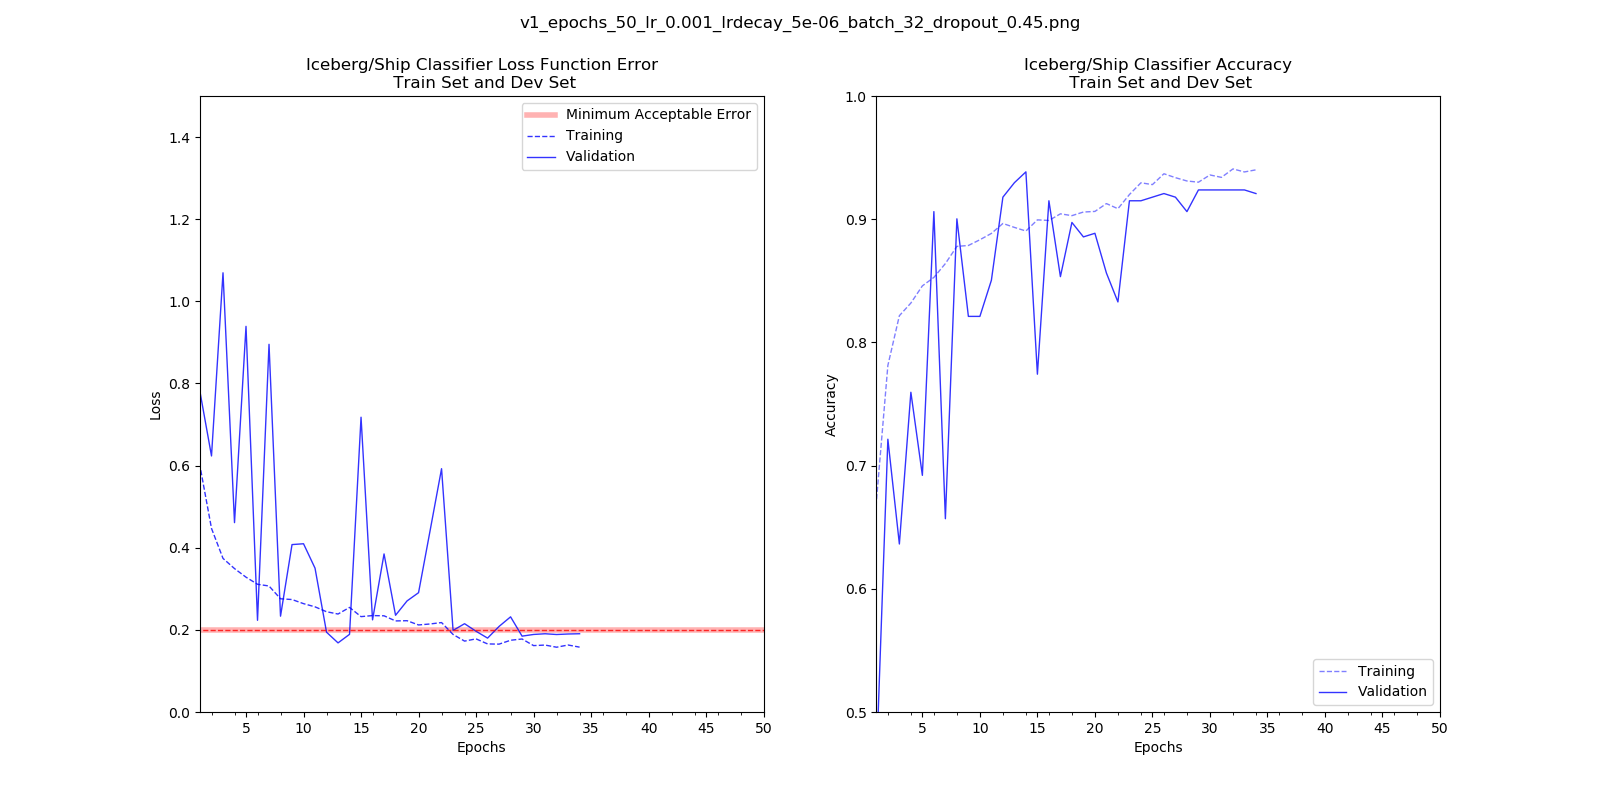 v1_epochs_50_lr_0.001_lrdecay_5e-06_batch_32_dropout_0.45.png
Iceberg/Ship Classifier Loss Function Error
Train Set and Dev Set
Minimum Acceptable Error
Training
Validation
1.4
1.2
1.0
0.8
0.6
0.4
0.2
0.0
Loss
5 10 15 20 25 30 35 40 45 50
Epochs
Iceberg/Ship Classifier Accuracy
Train Set and Dev Set
1.0
0.9
0.8
0.7
0.6
0.5
Accuracy
Training
Validation
5 10 15 20 25 30 35 40 45 50
Epochs